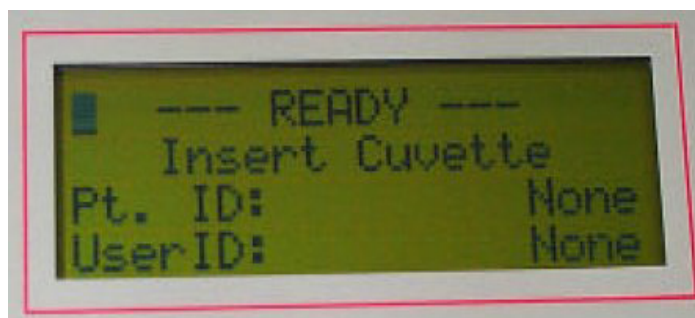 --- READY ---
Insert Cuvette
Pt. ID: None
UserID: None